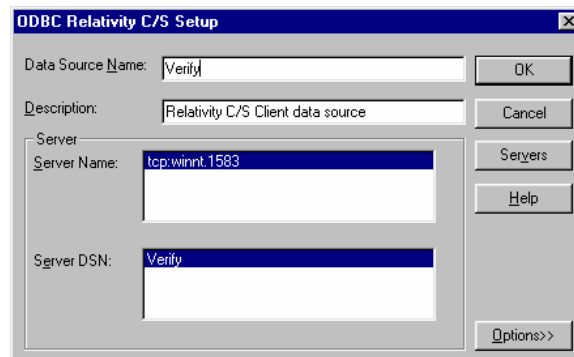 ODBC Relativity C/S Setup
Data Source Name: Verify
OK
Description: Relativity C/S Client data source
Cancel
Server
Server Name: tcp:winnt.1583
Servers
Help
Server DSN: Verify
Options>>